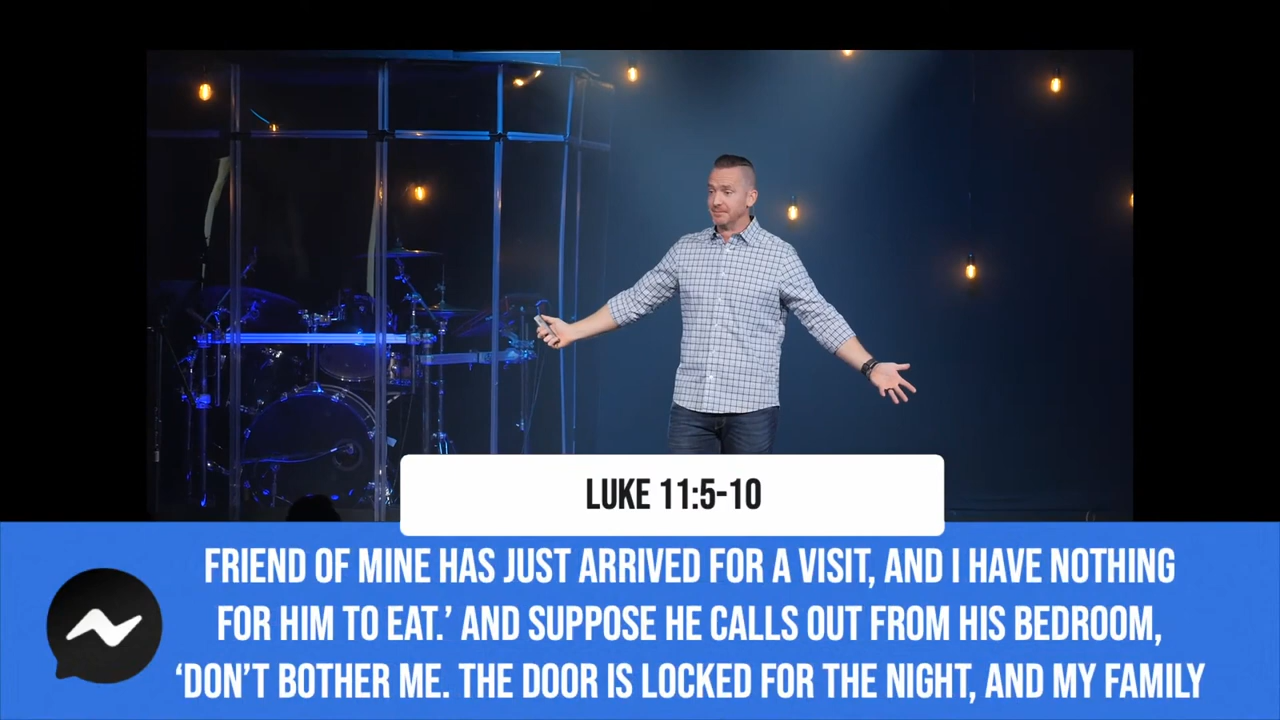 LUKE 11:5-10
FRIEND OF MINE HAS JUST ARRIVED FOR A VISIT, AND I HAVE NOTHING
FOR HIM TO EAT.’ AND SUPPOSE HE CALLS OUT FROM HIS BEDROOM,
‘DON’T BOTHER ME. THE DOOR IS LOCKED FOR THE NIGHT, AND MY FAMILY